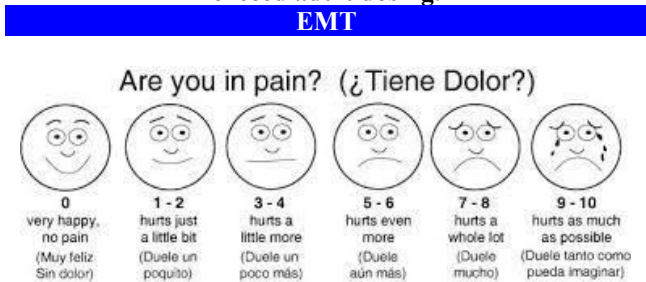 EMT
Are you in pain? (¿Tiene Dolor?)
0 1 - 2 3 - 4 5 - 6 7 - 8 9 - 10
very happy, hurts just hurts a hurts even hurts a hurts as much
no pain a little bit little more more whole lot as possible
(Muy feliz (Duele un (Duele un (Duele (Duele (Duele tanto como
Sin dolor) poquito) poco más) aún más) mucho) pueda imaginar)